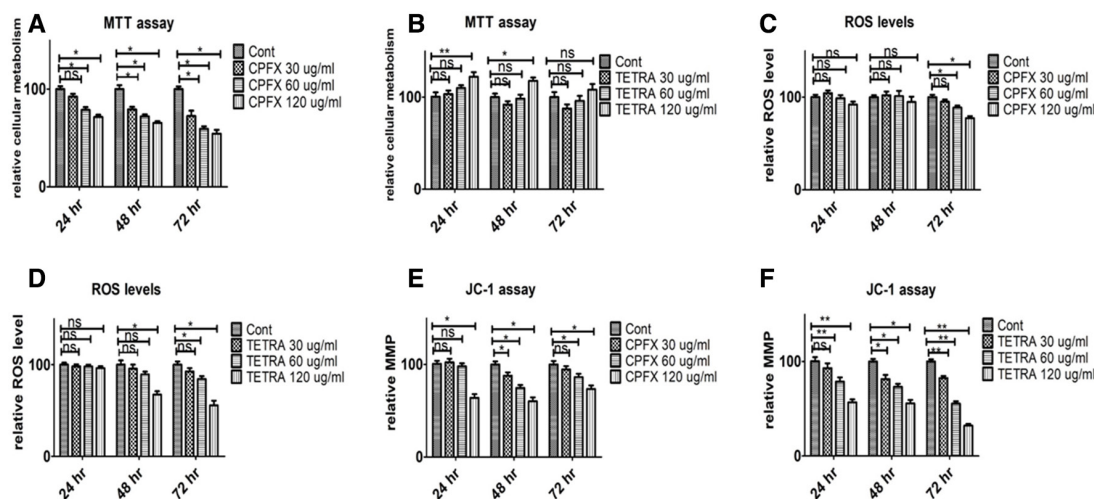 A
MTT assay
relative cellular metabolism
100
0
*
*
ns
*
*
*
*
*
*
24 hr
48 hr
72 hr
Cont
CPFX 30 ug/ml
CPFX 60 ug/ml
CPFX 120 ug/ml
B
MTT assay
relative cellular metabolism
100
0
**
ns
ns
*
ns
ns
ns
ns
ns
24 hr
48 hr
72 hr
Cont
TETRA 30 ug/ml
TETRA 60 ug/ml
TETRA 120 ug/ml
C
ROS levels
relative ROS level
100
0
ns
ns
ns
ns
ns
ns
*
*
ns
24 hr
48 hr
72 hr
Cont
CPFX 30 ug/ml
CPFX 60 ug/ml
CPFX 120 ug/ml
D
ROS levels
relative ROS level
100
0
ns
ns
ns
*
ns
ns
*
*
ns
24 hr
48 hr
72 hr
Cont
TETRA 30 ug/ml
TETRA 60 ug/ml
TETRA 120 ug/ml
E
JC-1 assay
relative MMP
100
0
*
ns
ns
*
*
*
*
*
ns
24 hr
48 hr
72 hr
Cont
CPFX 30 ug/ml
CPFX 60 ug/ml
CPFX 120 ug/ml
F
JC-1 assay
relative MMP
100
0
**
**
ns
*
*
*
**
**
**
24 hr
48 hr
72 hr
Cont
TETRA 30 ug/ml
TETRA 60 ug/ml
TETRA 120 ug/ml